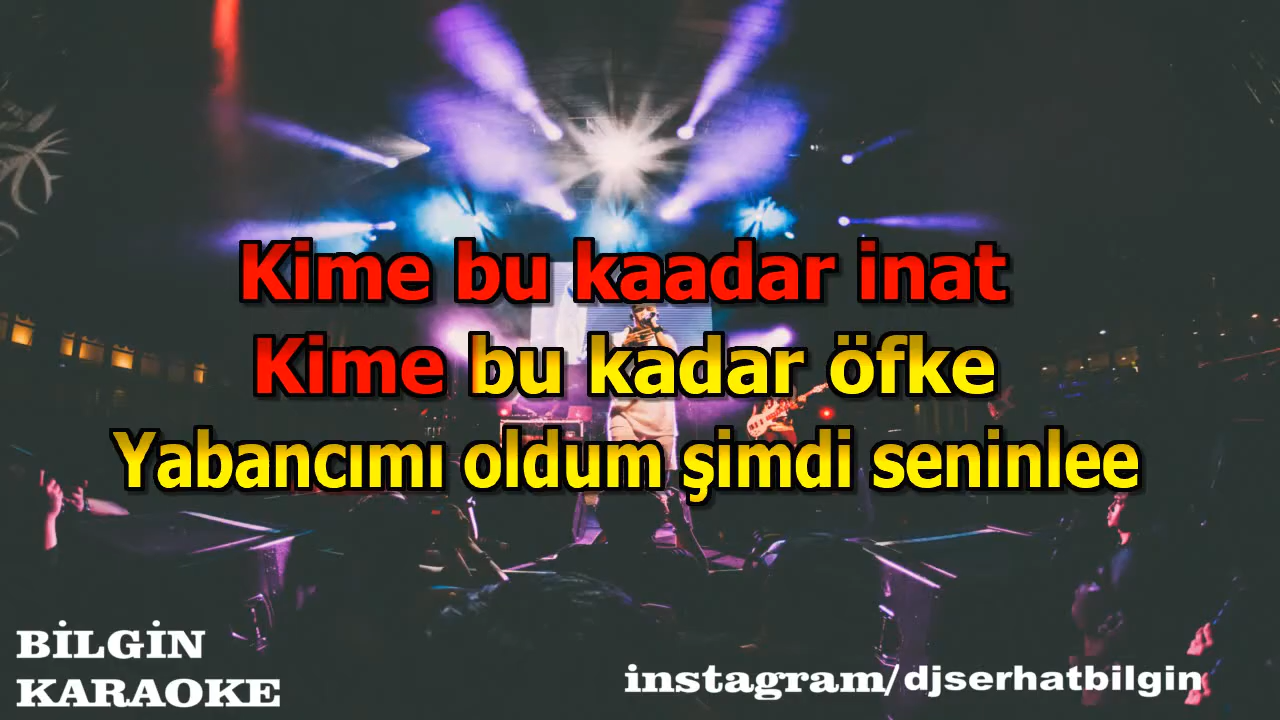 Kime bu kaadar inat
Kime bu kadar öfke
Yabancımı oldum şimdi seninlee
BİLGİN
KARAOKE
instagram/djserhatbilgin